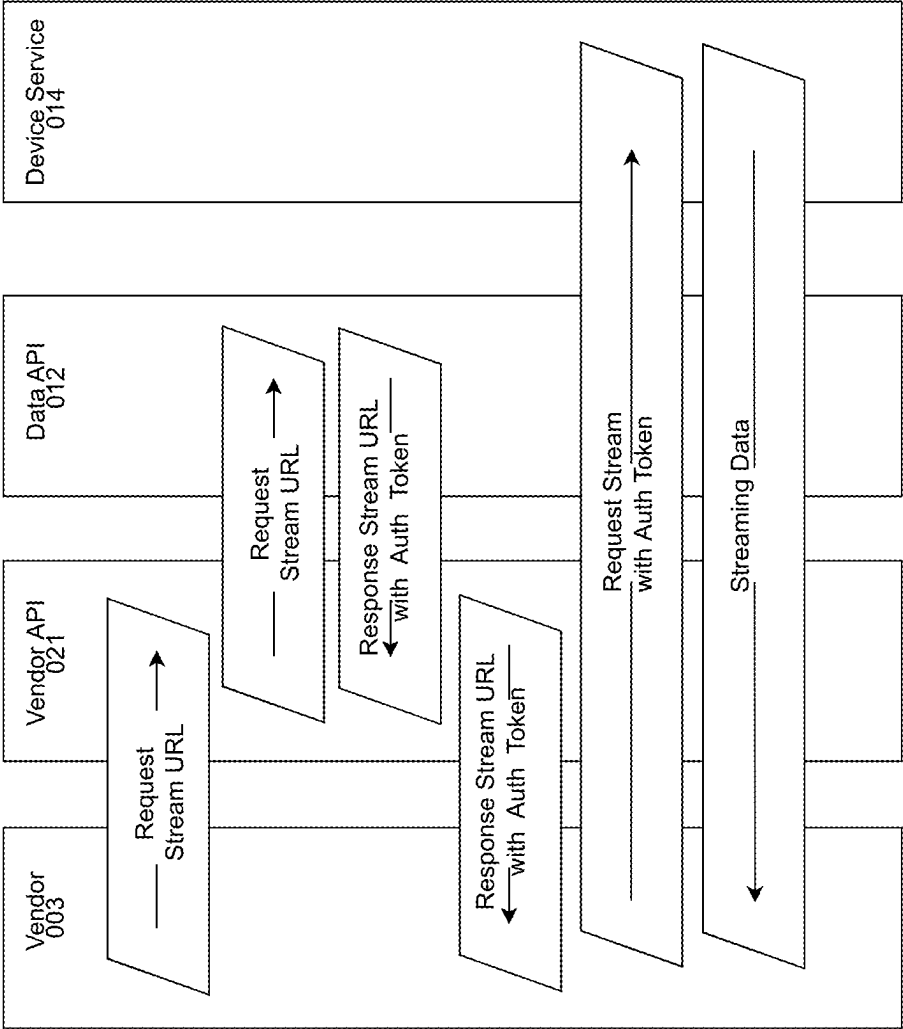 Vendor
003
Vendor API
021
Data API
012
Device Service
014
Request
Stream URL
Request
Stream URL
Response Stream URL
with Auth Token
Response Stream URL
with Auth Token
Request Stream
with Auth Token
Streaming Data